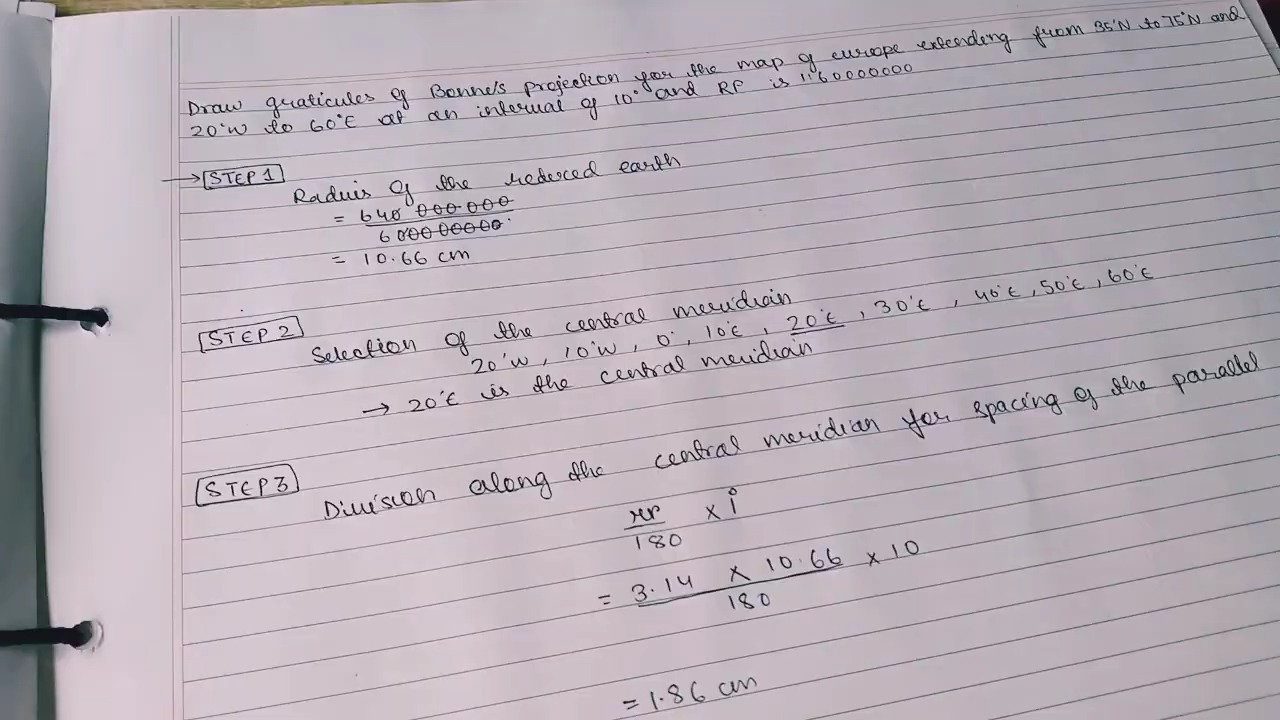 Draw graticules of Bonne's projection for the map of europe extending from 35°N to 75°N and
20°W to 60°E at an interval of 10° and RF is 1:60000000
→ STEP 1
Radius of the reduced earth
= 640 000 000
60000000
= 10.66 cm
STEP 2
Selection of the central meridian
20°W, 10°W, 0°, 10°E, 20°E, 30°E, 40°E, 50°E, 60°E
→ 20°E is the central meridian
STEP 3
Division along the central meridian for spacing of the parallel
πr/180 × i°
= 3.14 × 10.66 / 180 × 10
= 1.86 cm